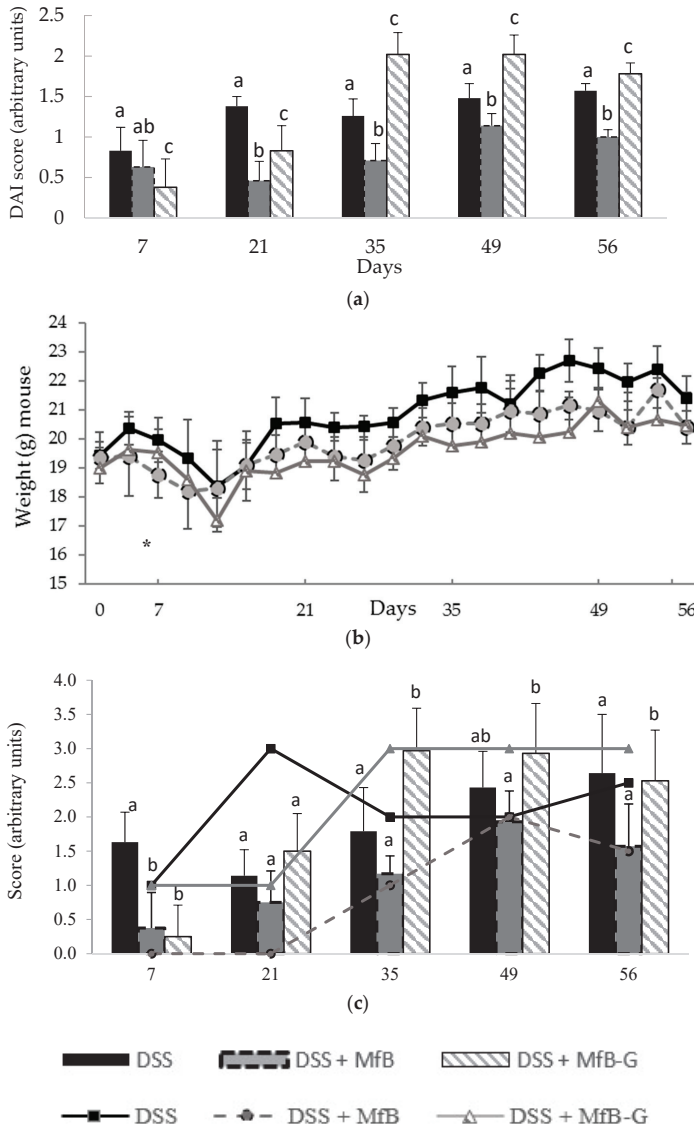 DAI score (arbitrary units)
2.5
2
1.5
1
0.5
0
a ab c
a b c
a b c
a b c
a b c
7 21 35 49 56
Days
(a)
Weight (g) mouse
24
23
22
21
20
19
18
17
16
15
*
0 7 21 Days 35 49 56
(b)
Score (arbitrary units)
4.0
3.5
3.0
2.5
2.0
1.5
1.0
0.5
0.0
a b b
a a a
a a b
ab a b
a a b
7 21 35 49 56
(c)
DSS DSS + MfB DSS + MfB-G
DSS DSS + MfB DSS + MfB-G